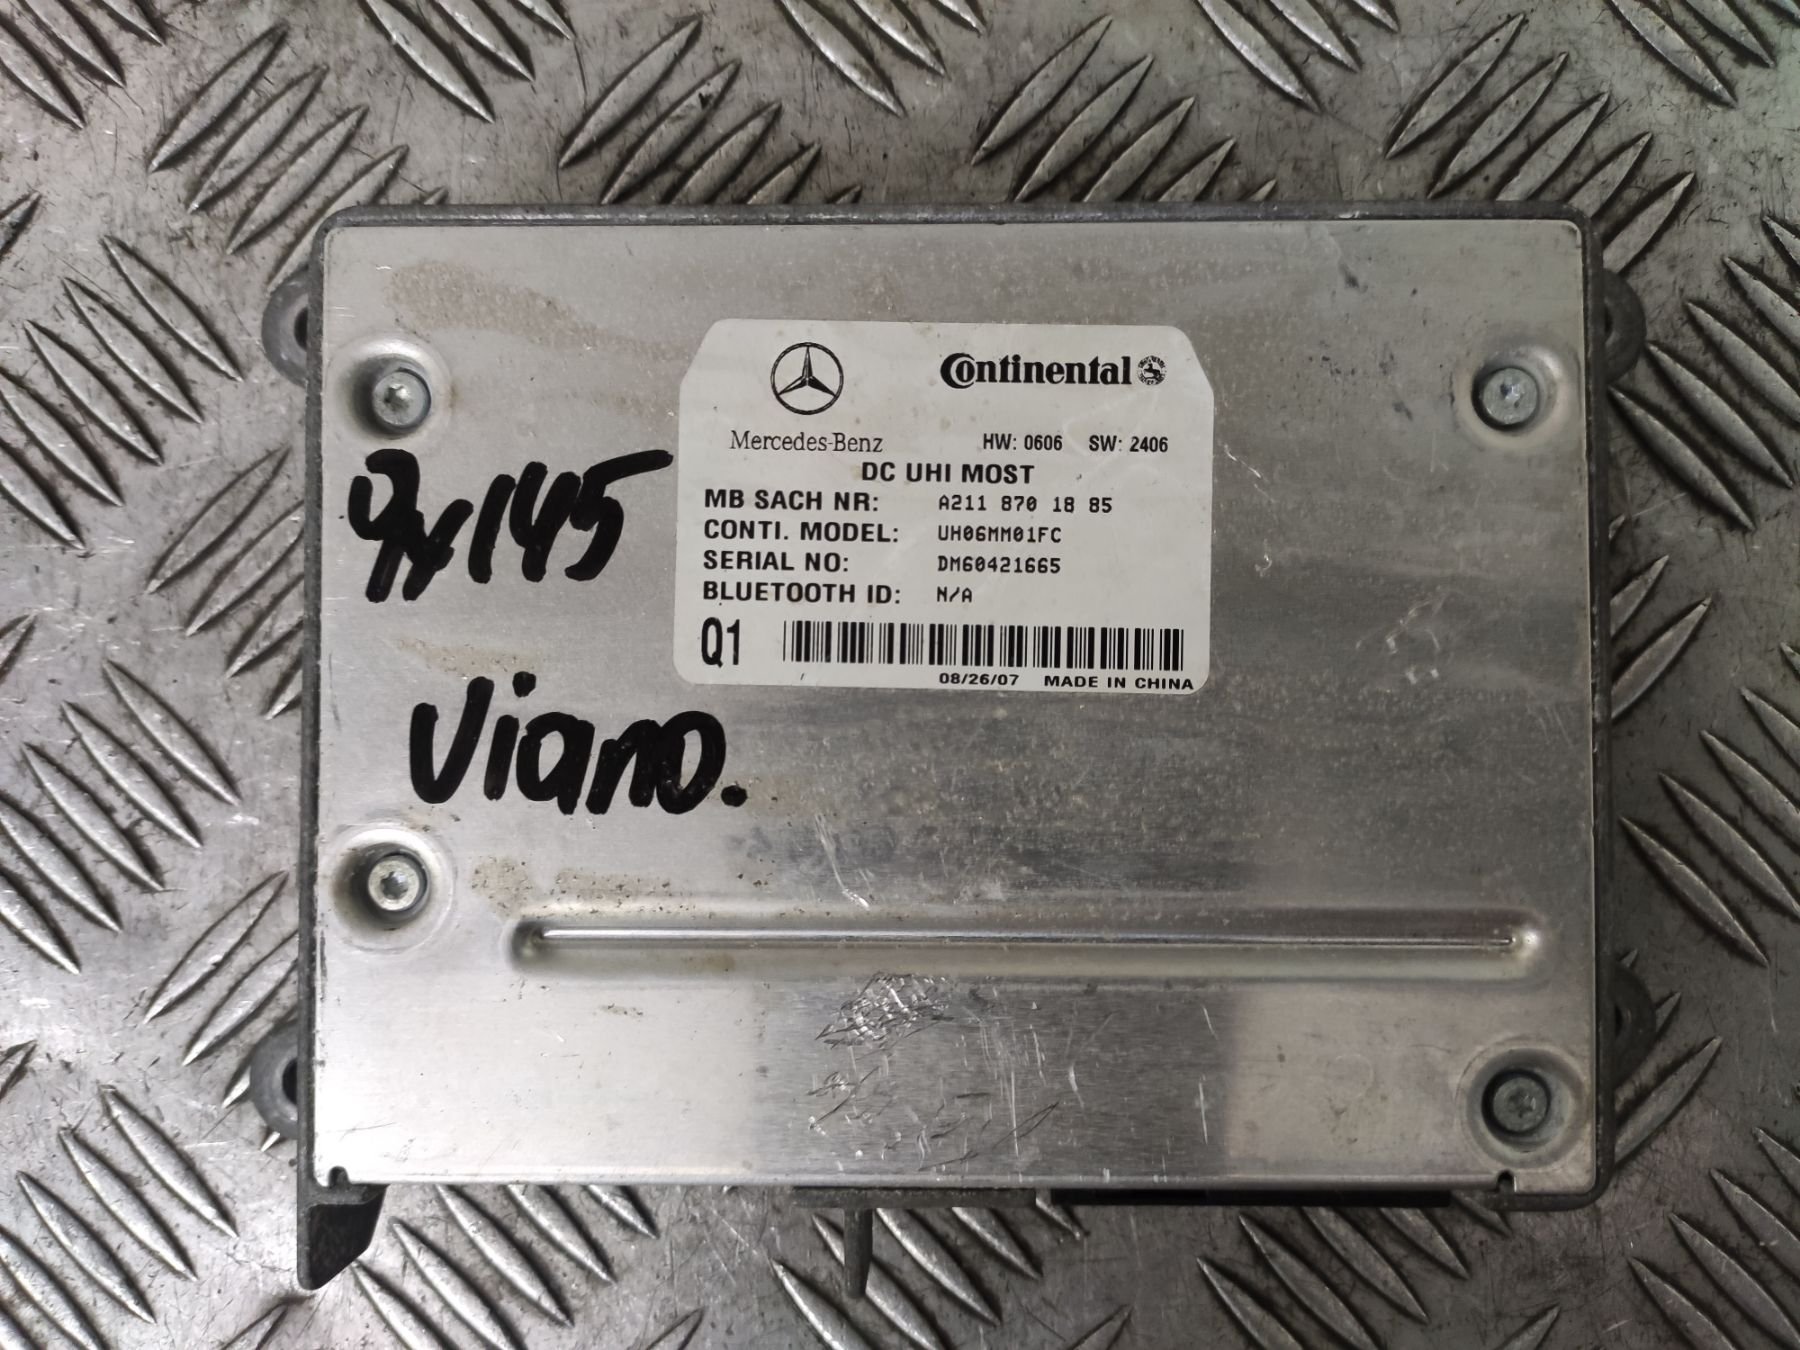 Continental
Mercedes-Benz HW: 0606 SW: 2406
DC UHI MOST
MB SACH NR: A211 870 18 85
CONTI. MODEL: UH06MM01FC
SERIAL NO: DM60421665
BLUETOOTH ID: N/A
Q1
08/26/07 MADE IN CHINA
145
Viano.